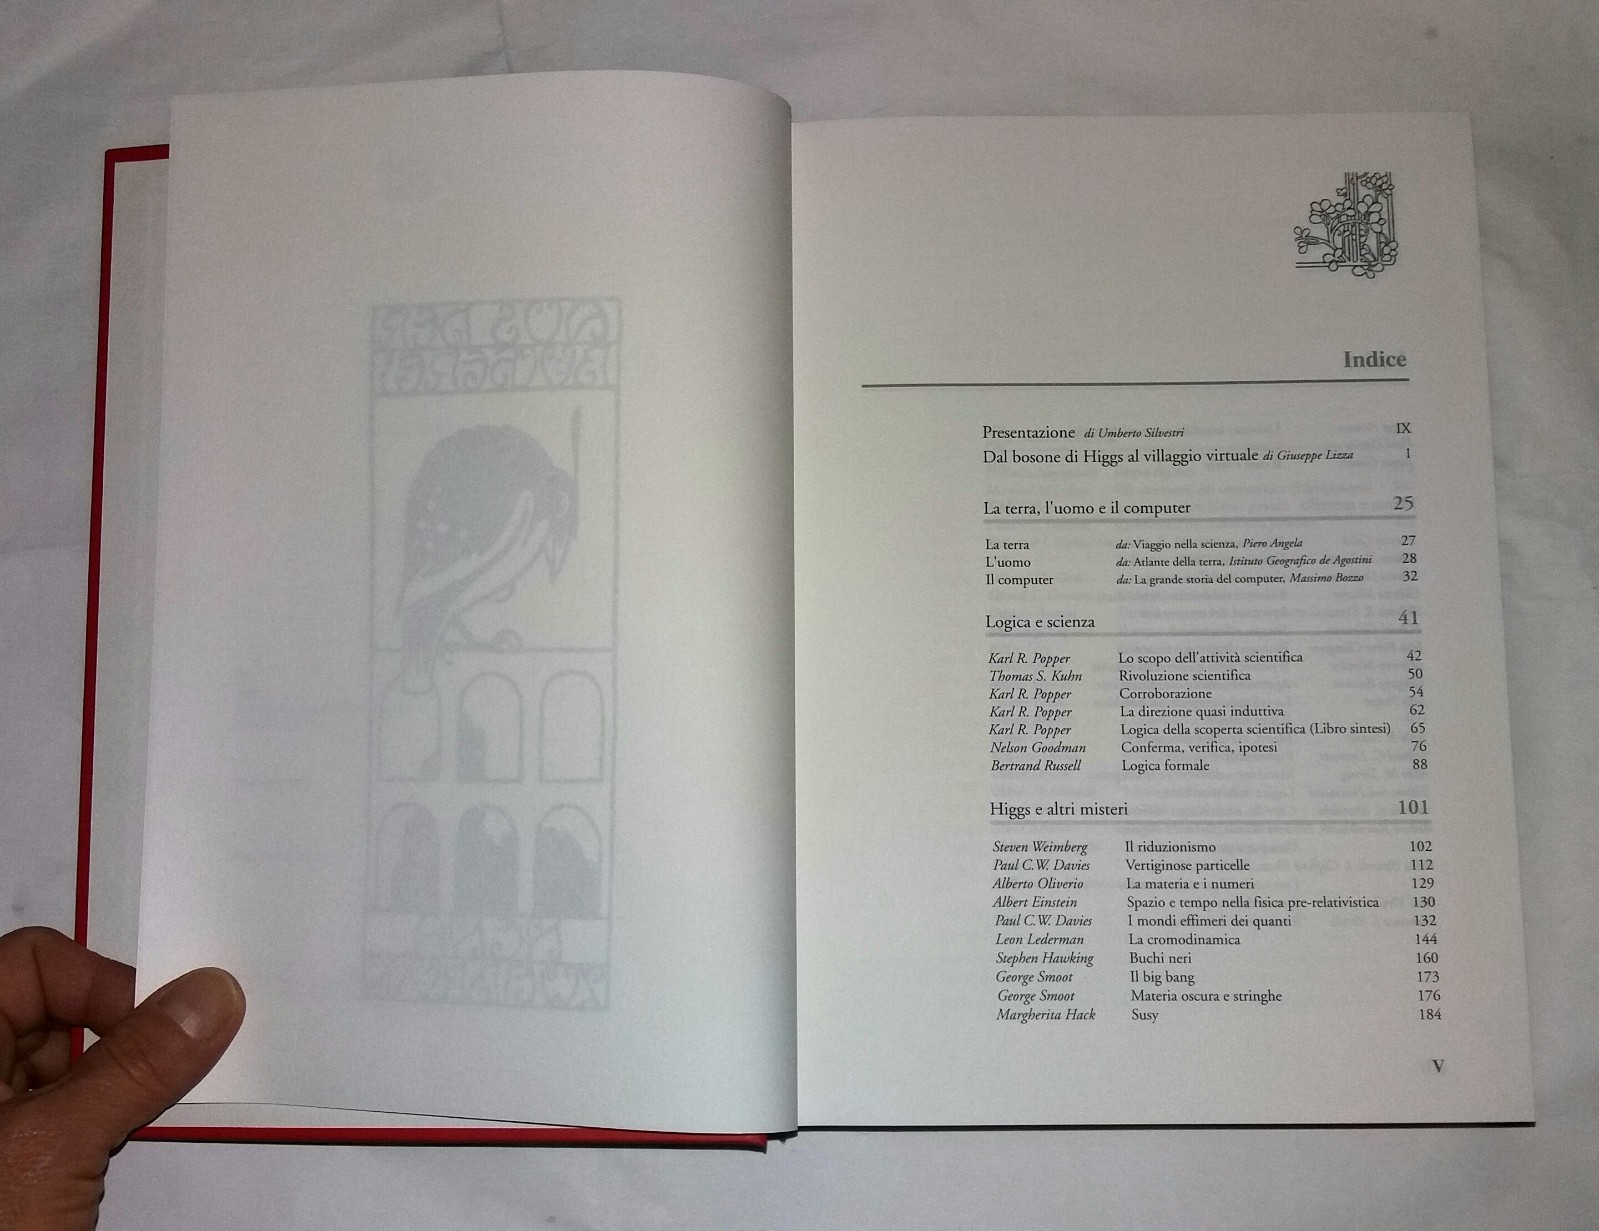 Indice
Presentazione di Umberto Silvestri IX
Dal bosone di Higgs al villaggio virtuale di Giuseppe Lizza 1
La terra, l'uomo e il computer 25
La terra da: Viaggio nella scienza, Piero Angela 27
L'uomo da: Atlante della terra, Istituto Geografico de Agostini 28
Il computer da: La grande storia del computer, Massimo Bozzo 32
Logica e scienza 41
Karl R. Popper Lo scopo dell'attività scientifica 42
Thomas S. Kuhn Rivoluzione scientifica 50
Karl R. Popper Corroborazione 54
Karl R. Popper La direzione quasi induttiva 62
Karl R. Popper Logica della scoperta scientifica (Libro sintesi) 65
Nelson Goodman Conferma, verifica, ipotesi 76
Bertrand Russell Logica formale 88
Higgs e altri misteri 101
Steven Weimberg Il riduzionismo 102
Paul C.W. Davies Vertiginose particelle 112
Alberto Oliverio La materia e i numeri 129
Albert Einstein Spazio e tempo nella fisica pre-relativistica 130
Paul C.W. Davies I mondi effimeri dei quanti 132
Leon Lederman La cromodinamica 144
Stephen Hawking Buchi neri 160
George Smoot Il big bang 173
George Smoot Materia oscura e stringhe 176
Margherita Hack Susy 184
V